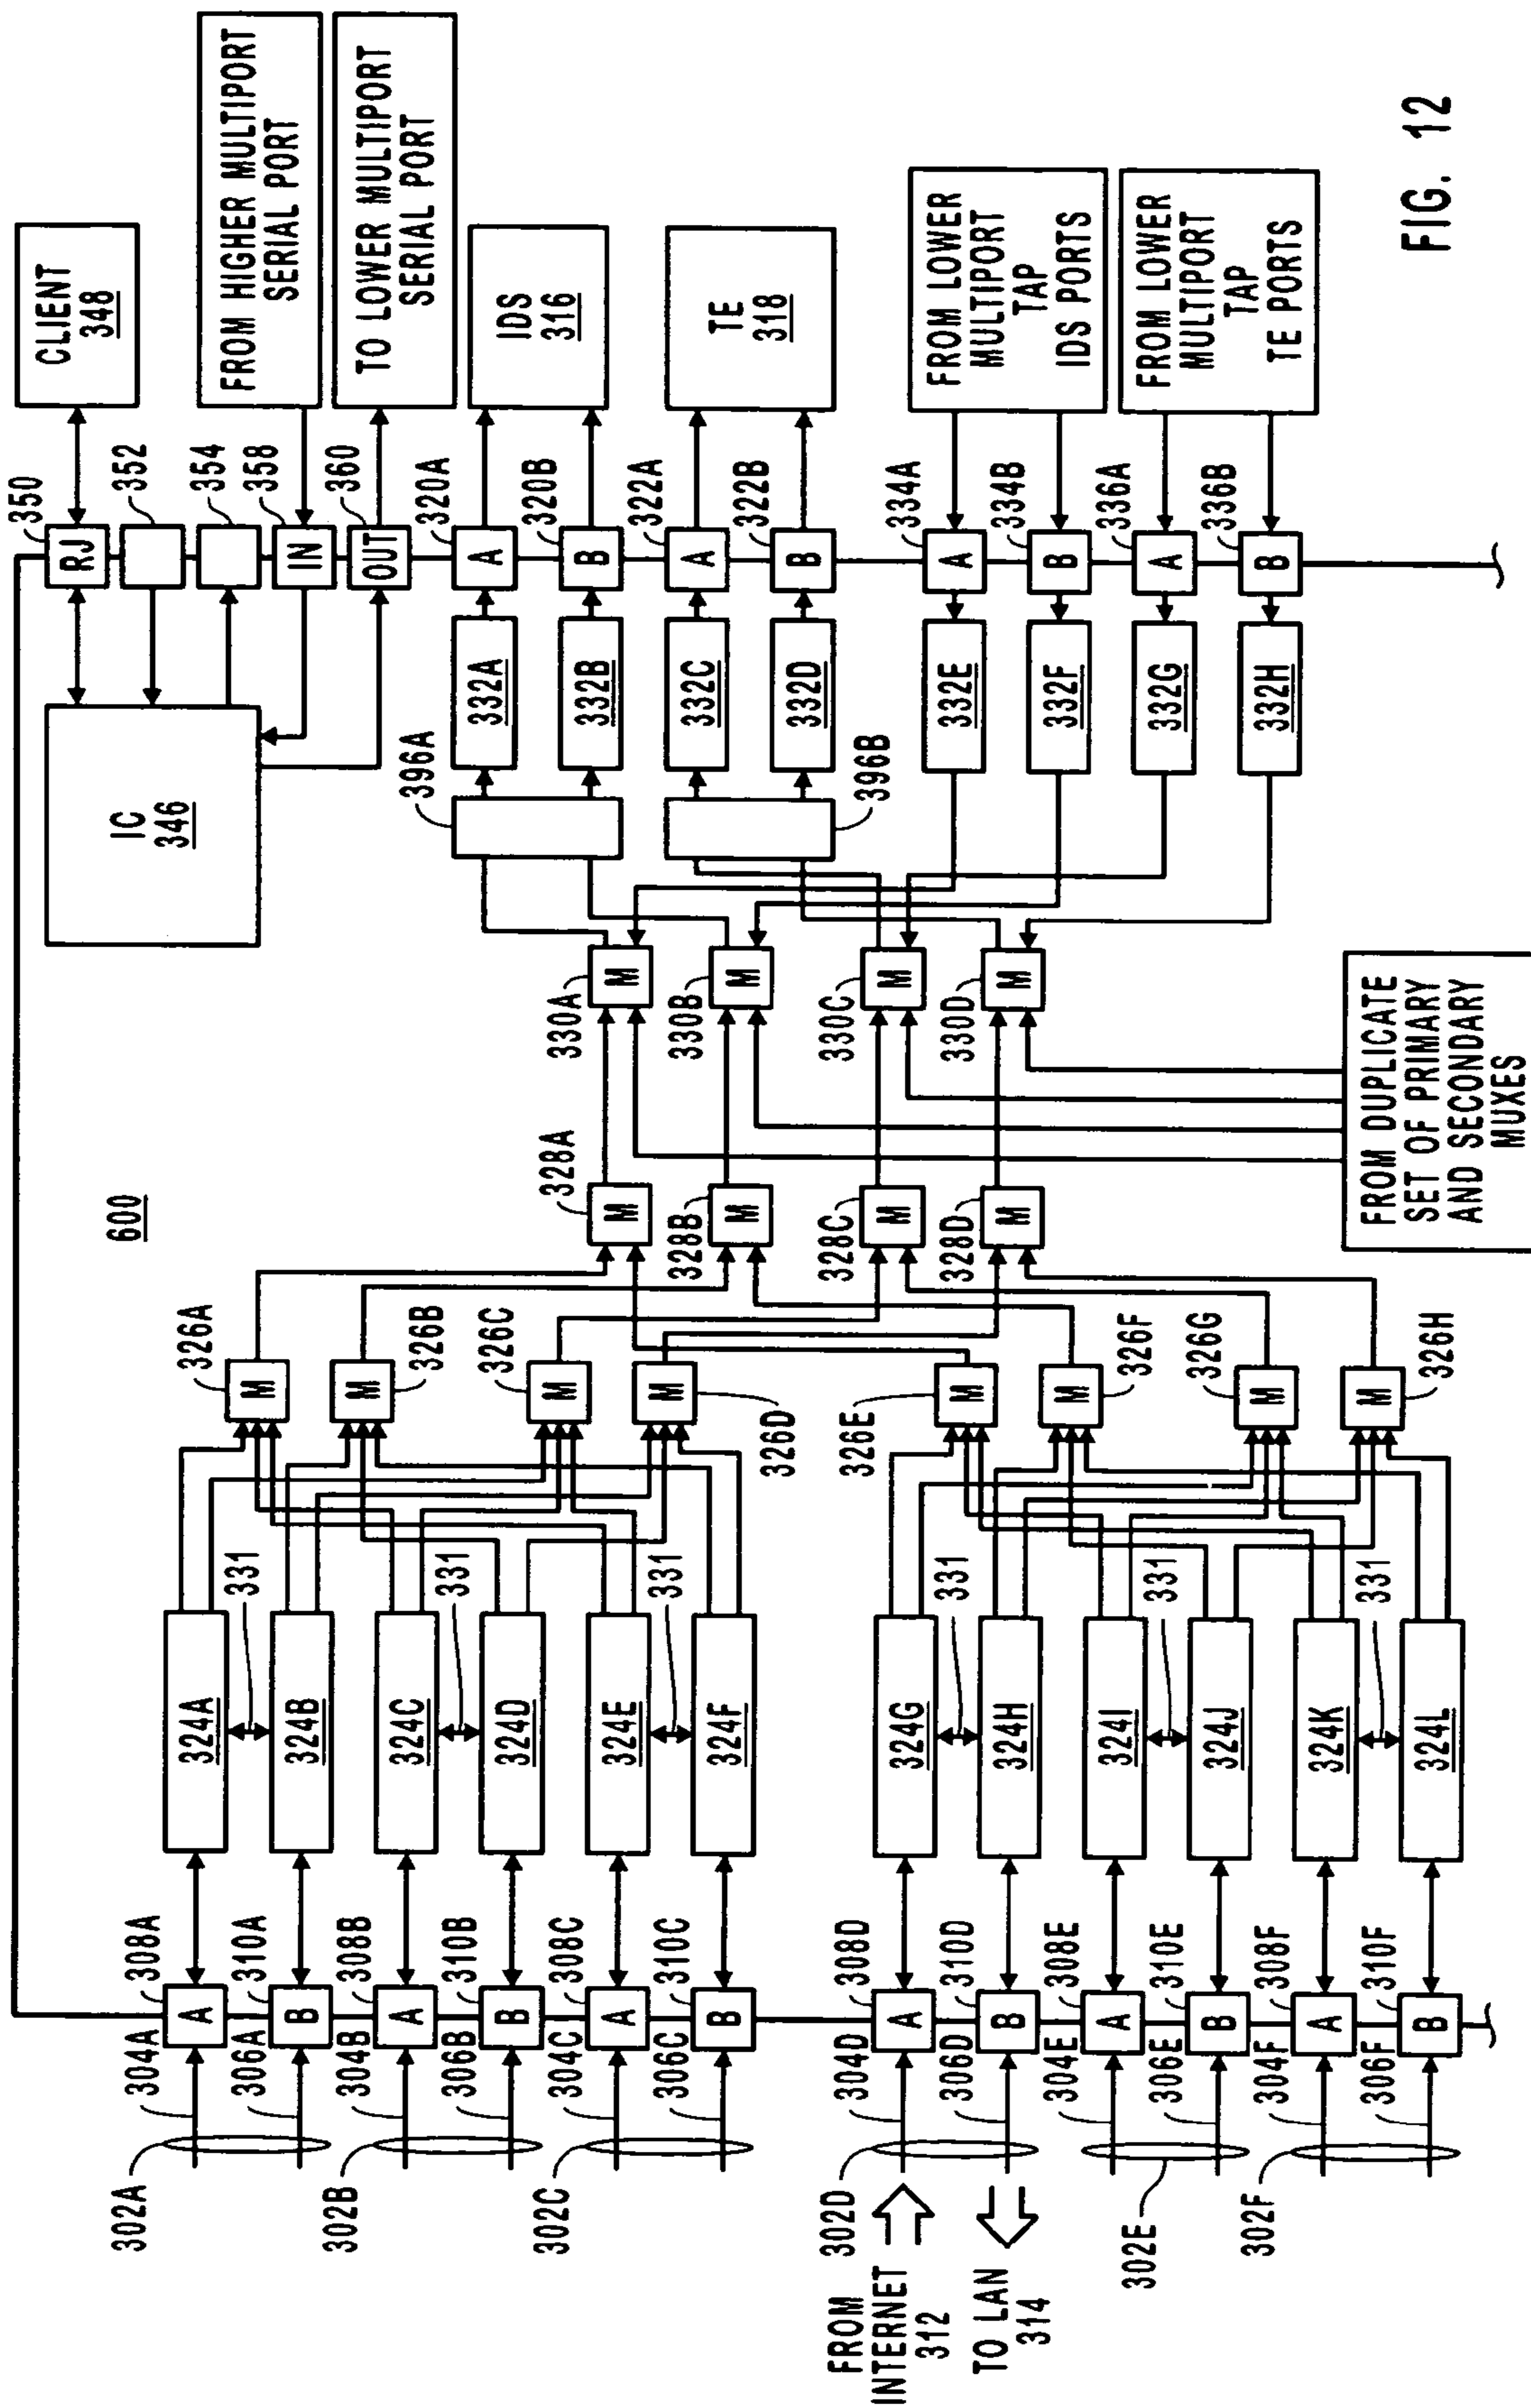 600
302A
304A
308A
306A
310A
302B
304B
308B
306B
310B
302C
304C
308C
306C
310C
302D
304D
308D
306D
310D
302E
304E
308E
306E
310E
302F
304F
308F
306F
310F
FROM
INTERNET
312
TO LAN
314
A
B
A
B
A
B
A
B
A
B
A
B
324A
324B
324C
324D
324E
324F
324G
324H
324I
324J
324K
324L
331
331
331
331
331
331
326A
326B
326C
326D
326E
326F
326G
326H
M
M
M
M
M
M
M
M
328A
328B
328C
328D
M
M
M
M
330A
330B
330C
330D
M
M
M
M
FROM DUPLICATE
SET OF PRIMARY
AND SECONDARY
MUXES
IC
346
396A
396B
332A
332B
332C
332D
332E
332F
332G
332H
RJ
IN
OUT
A
B
A
B
A
B
A
B
350
352
354
358
360
320A
320B
322A
322B
334A
334B
336A
336B
CLIENT
348
FROM HIGHER MULTIPORT
SERIAL PORT
TO LOWER MULTIPORT
SERIAL PORT
IDS
316
TE
318
FROM LOWER
MULTIPORT
TAP
IDS PORTS
FROM LOWER
MULTIPORT
TAP
TE PORTS
FIG. 12